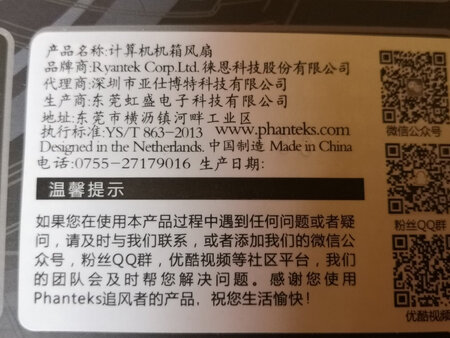 产品名称:计算机机箱风扇
品牌商:Ryantek Corp.Ltd. 徕恩科技股份有限公司
代理商:深圳市亚仕博特科技有限公司
生产商:东莞虹盛电子科技有限公司
地址:东莞市横沥镇河畔工业区
执行标准:YS/T 863-2013 www.phanteks.com
Designed in the Netherlands. 中国制造 Made in China
电话:0755-27179016 生产日期:
温馨提示
如果您在使用本产品过程中遇到任何问题或者疑
问，请及时与我们联系，或者添加我们的微信公
众号，粉丝QQ群，优酷视频等社区平台，我们
的团队会及时帮您解决问题。感谢您使用
Phanteks追风者的产品，祝您生活愉快！
微信公众号
粉丝QQ群
优酷视频